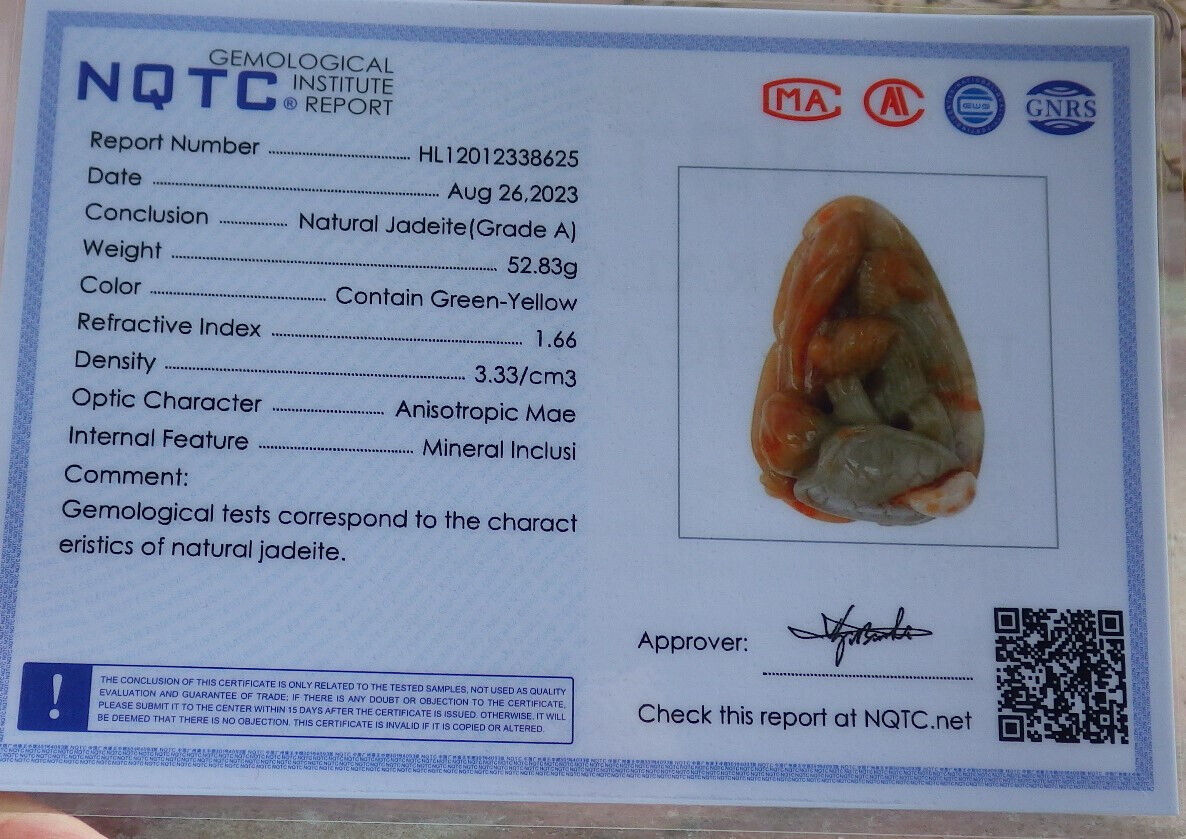 NQTC® GEMOLOGICAL
INSTITUTE
REPORT
MA
GWS
GNRS
Report Number HL12012338625
Date Aug 26,2023
Conclusion Natural Jadeite(Grade A)
Weight 52.83g
Color Contain Green-Yellow
Refractive Index 1.66
Density 3.33/cm3
Optic Character Anisotropic Mae
Internal Feature Mineral Inclusi
Comment:
Gemological tests correspond to the charact
eristics of natural jadeite.
Approver:
Check this report at NQTC.net
! THE CONCLUSION OF THIS CERTIFICATE IS ONLY RELATED TO THE TESTED SAMPLES, NOT USED AS QUALITY
EVALUATION AND GUARANTEE OF TRADE; IF THERE IS ANY DOUBT OR OBJECTION TO THE CERTIFICATE,
PLEASE SUBMIT IT TO THE CENTER WITHIN 15 DAYS AFTER THE CERTIFICATE IS ISSUED. OTHERWISE, IT WILL
BE DEEMED THAT THERE IS NO OBJECTION. THIS CERTIFICATE IS INVALID IF IT IS COPIED OR ALTERED.